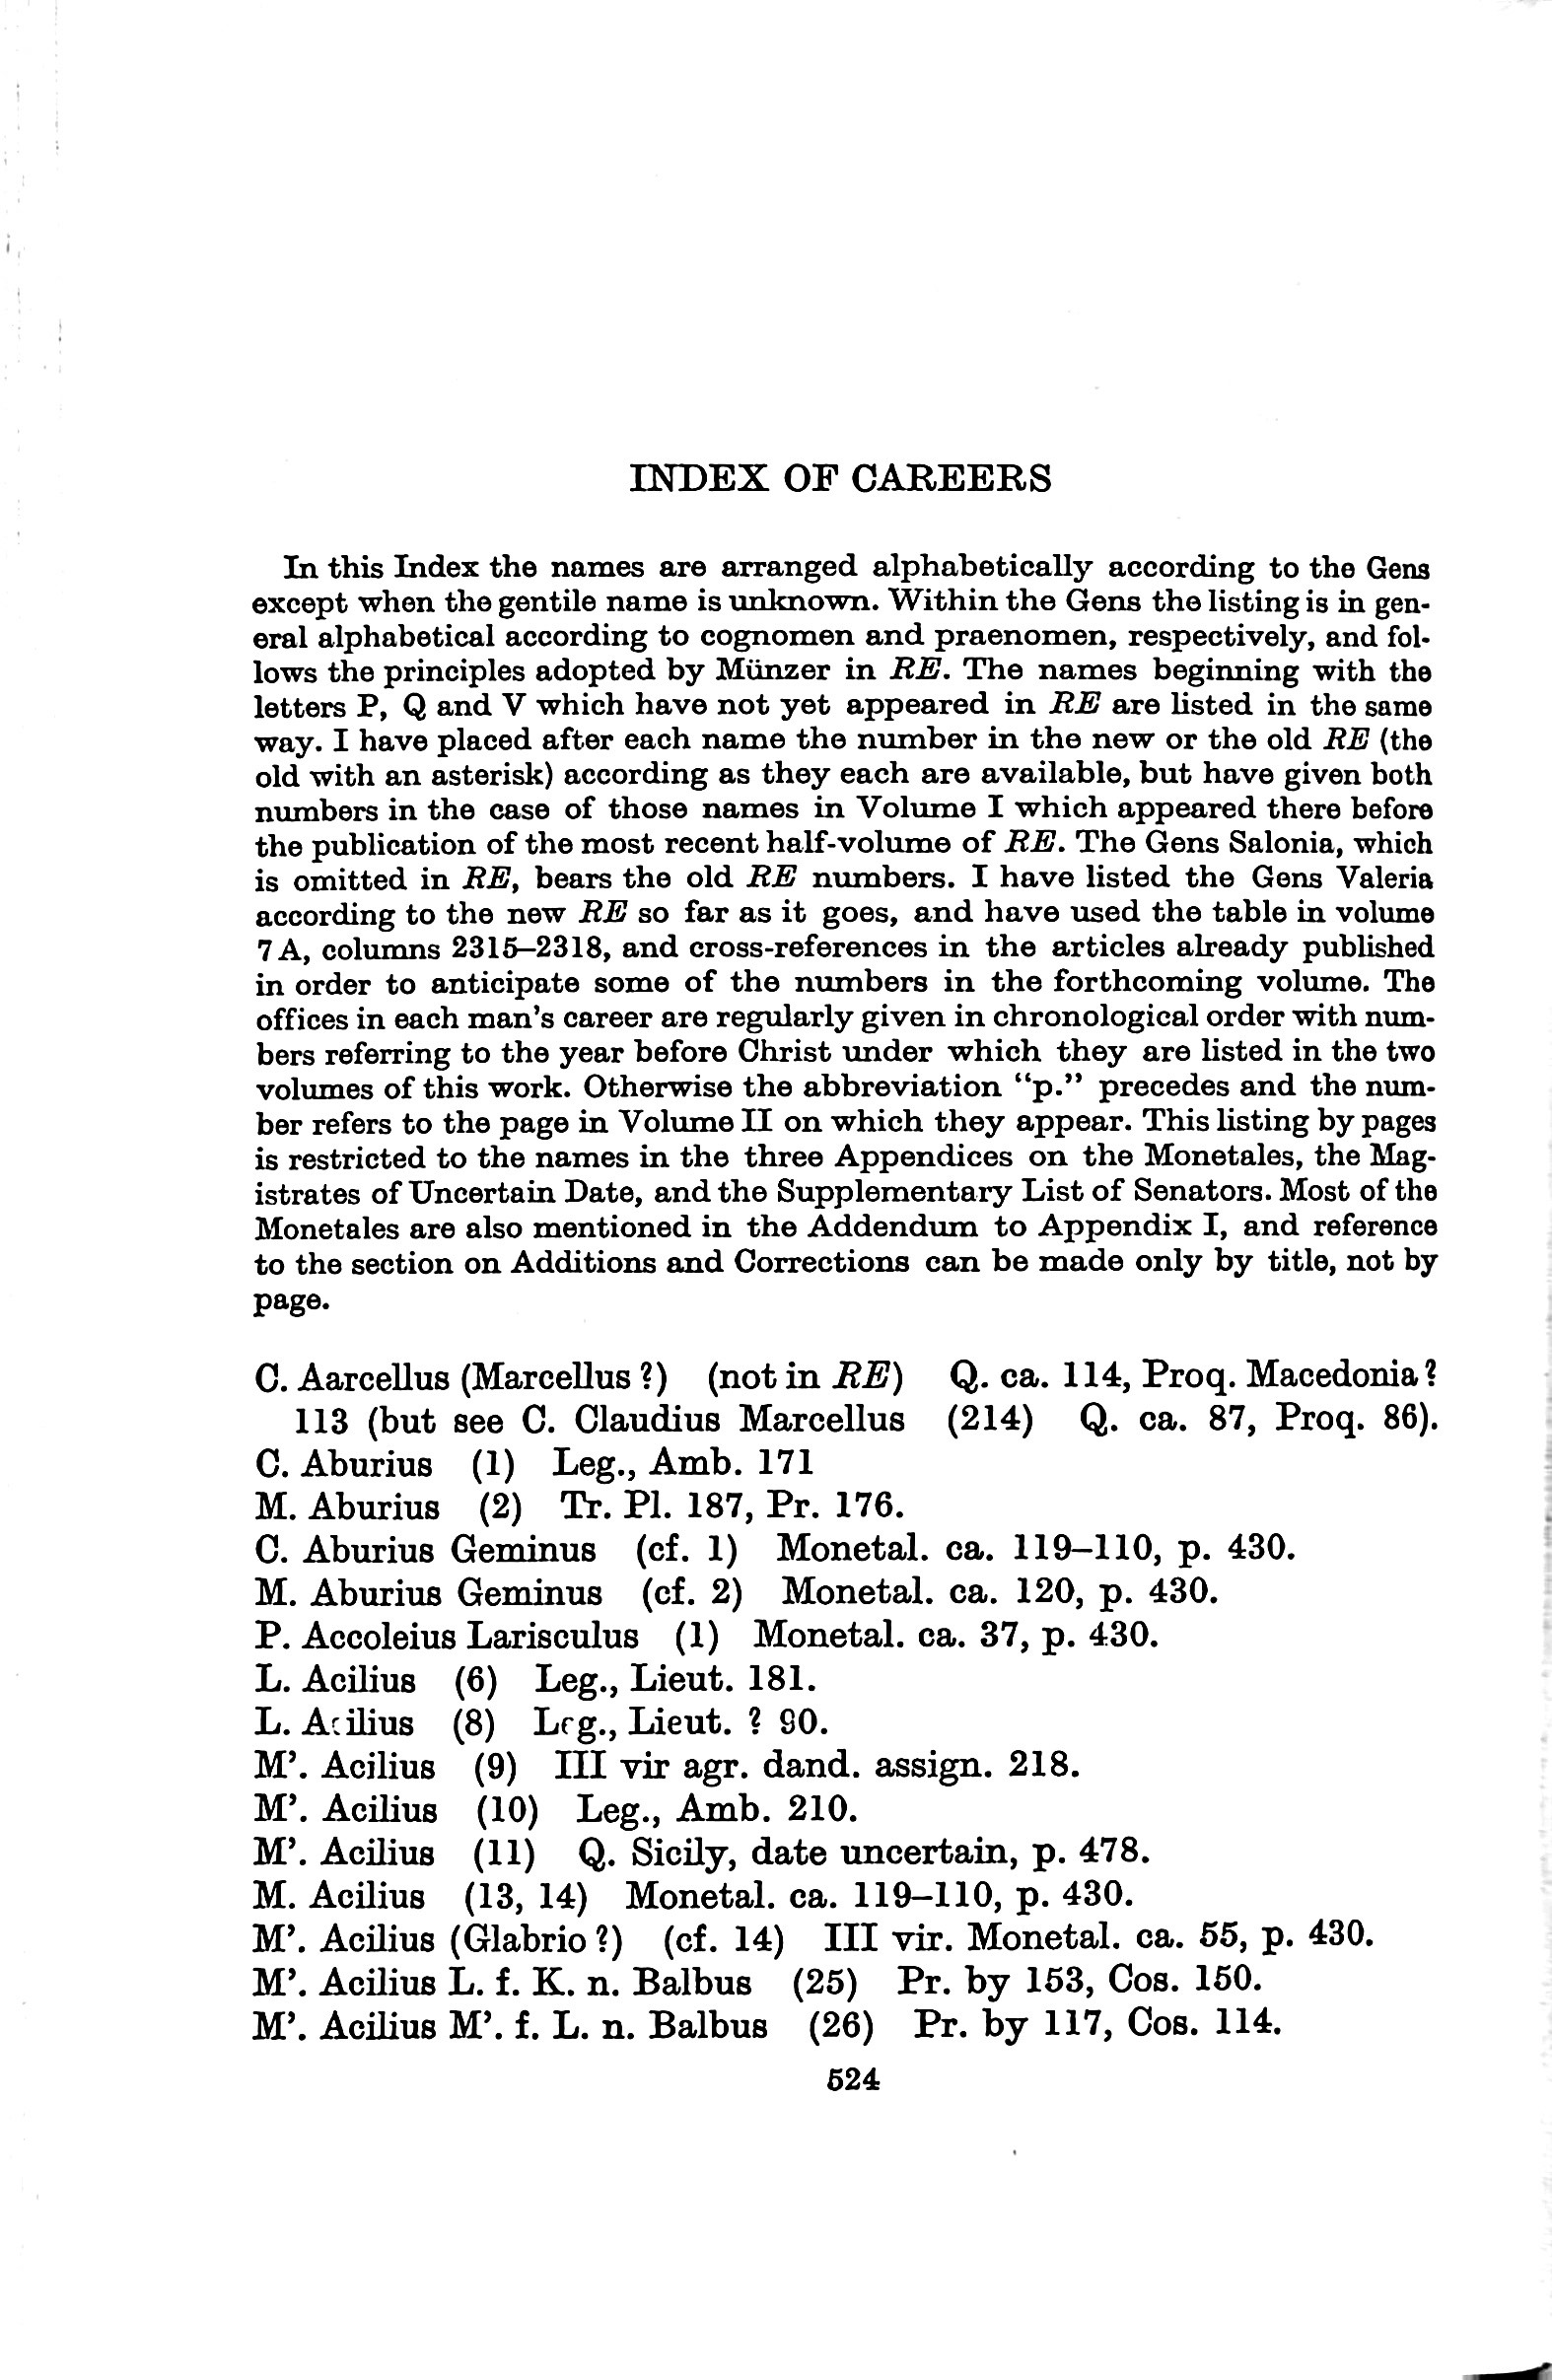 INDEX OF CAREERS
In this Index the names are arranged alphabetically according to the Gens
except when the gentile name is unknown. Within the Gens the listing is in gen-
eral alphabetical according to cognomen and praenomen, respectively, and fol-
lows the principles adopted by Münzer in RE. The names beginning with the
letters P, Q and V which have not yet appeared in RE are listed in the same
way. I have placed after each name the number in the new or the old RE (the
old with an asterisk) according as they each are available, but have given both
numbers in the case of those names in Volume I which appeared there before
the publication of the most recent half-volume of RE. The Gens Salonia, which
is omitted in RE, bears the old RE numbers. I have listed the Gens Valeria
according to the new RE so far as it goes, and have used the table in volume
7 A, columns 2315–2318, and cross-references in the articles already published
in order to anticipate some of the numbers in the forthcoming volume. The
offices in each man's career are regularly given in chronological order with num-
bers referring to the year before Christ under which they are listed in the two
volumes of this work. Otherwise the abbreviation “p.” precedes and the num-
ber refers to the page in Volume II on which they appear. This listing by pages
is restricted to the names in the three Appendices on the Monetales, the Mag-
istrates of Uncertain Date, and the Supplementary List of Senators. Most of the
Monetales are also mentioned in the Addendum to Appendix I, and reference
to the section on Additions and Corrections can be made only by title, not by
page.
C. Aarcellus (Marcellus ?) (not in RE) Q. ca. 114, Proq. Macedonia ?
113 (but see C. Claudius Marcellus (214) Q. ca. 87, Proq. 86).
C. Aburius (1) Leg., Amb. 171
M. Aburius (2) Tr. Pl. 187, Pr. 176.
C. Aburius Geminus (cf. 1) Monetal. ca. 119–110, p. 430.
M. Aburius Geminus (cf. 2) Monetal. ca. 120, p. 430.
P. Accoleius Larisculus (1) Monetal. ca. 37, p. 430.
L. Acilius (6) Leg., Lieut. 181.
L. Acilius (8) Leg., Lieut. ? 90.
M’. Acilius (9) III vir agr. dand. assign. 218.
M’. Acilius (10) Leg., Amb. 210.
M’. Acilius (11) Q. Sicily, date uncertain, p. 478.
M. Acilius (13, 14) Monetal. ca. 119–110, p. 430.
M’. Acilius (Glabrio ?) (cf. 14) III vir. Monetal. ca. 55, p. 430.
M’. Acilius L. f. K. n. Balbus (25) Pr. by 153, Cos. 150.
M’. Acilius M’. f. L. n. Balbus (26) Pr. by 117, Cos. 114.
524